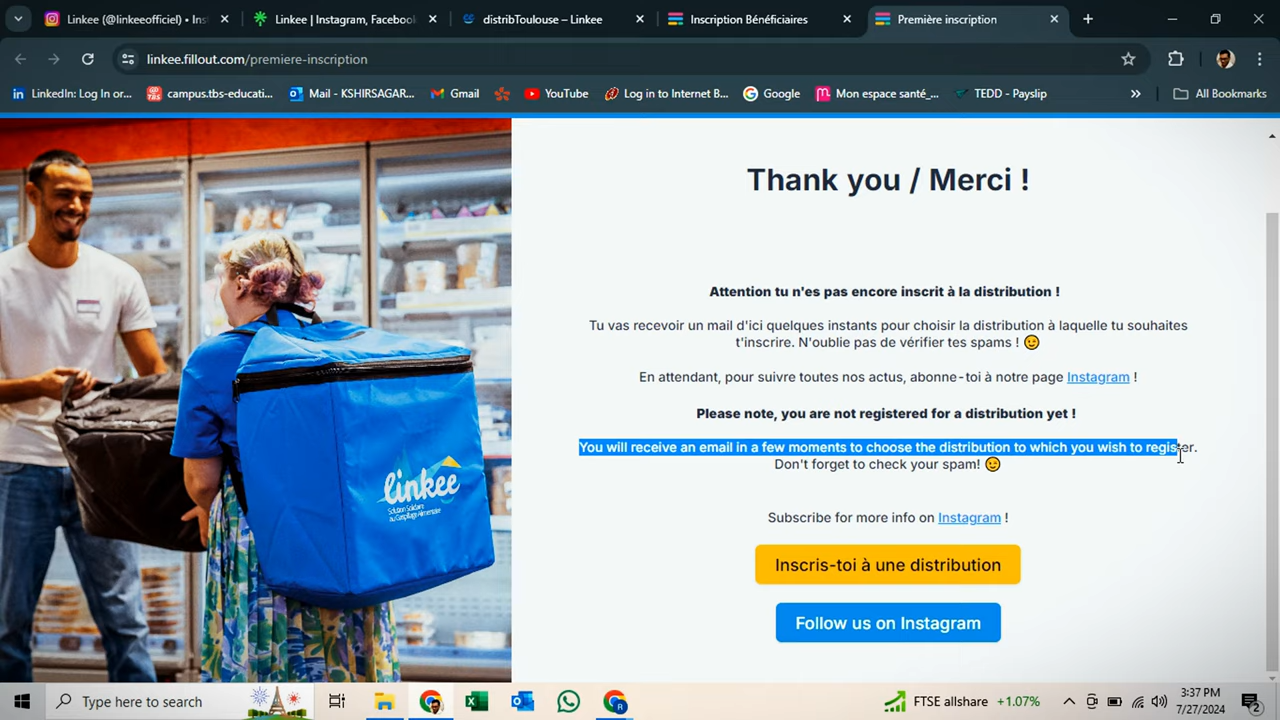 Linkee (@linkeeofficiel) • Ins
Linkee | Instagram, Facebook
distribToulouse – Linkee
Inscription Bénéficiaires
Première inscription
linkee.fillout.com/premiere-inscription
LinkedIn: Log In or...
campus.tbs-educati...
Mail - KSHIRSAGAR...
Gmail
YouTube
Log in to Internet B...
Google
Mon espace santé_...
TEDD - Payslip
All Bookmarks
Thank you / Merci !
Attention tu n'es pas encore inscrit à la distribution !
Tu vas recevoir un mail d'ici quelques instants pour choisir la distribution à laquelle tu souhaites
t'inscrire. N'oublie pas de vérifier tes spams ! 😉
En attendant, pour suivre toutes nos actus, abonne-toi à notre page Instagram !
Please note, you are not registered for a distribution yet !
You will receive an email in a few moments to choose the distribution to which you wish to register.
Don't forget to check your spam! 😉
Subscribe for more info on Instagram !
Inscris-toi à une distribution
Follow us on Instagram
linkee
Solution Solidaire
au Gaspillage Alimentaire
Type here to search
FTSE allshare +1.07%
3:37 PM
7/27/2024
2